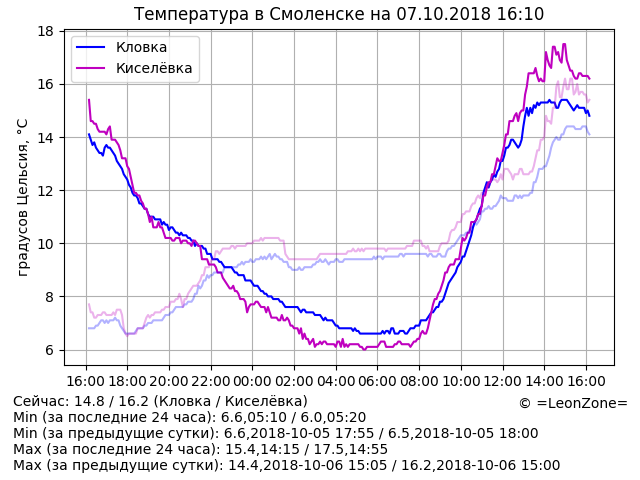 Температура в Смоленске на 07.10.2018 16:10
Кловка
Киселёвка
градусов Цельсия, °C
18
16
14
12
10
8
6
16:00 18:00 20:00 22:00 00:00 02:00 04:00 06:00 08:00 10:00 12:00 14:00 16:00
Сейчас: 14.8 / 16.2 (Кловка / Киселёвка)
© =LeonZone=
Min (за последние 24 часа): 6.6,05:10 / 6.0,05:20
Min (за предыдущие сутки): 6.6,2018-10-05 17:55 / 6.5,2018-10-05 18:00
Max (за последние 24 часа): 15.4,14:15 / 17.5,14:55
Max (за предыдущие сутки): 14.4,2018-10-06 15:05 / 16.2,2018-10-06 15:00